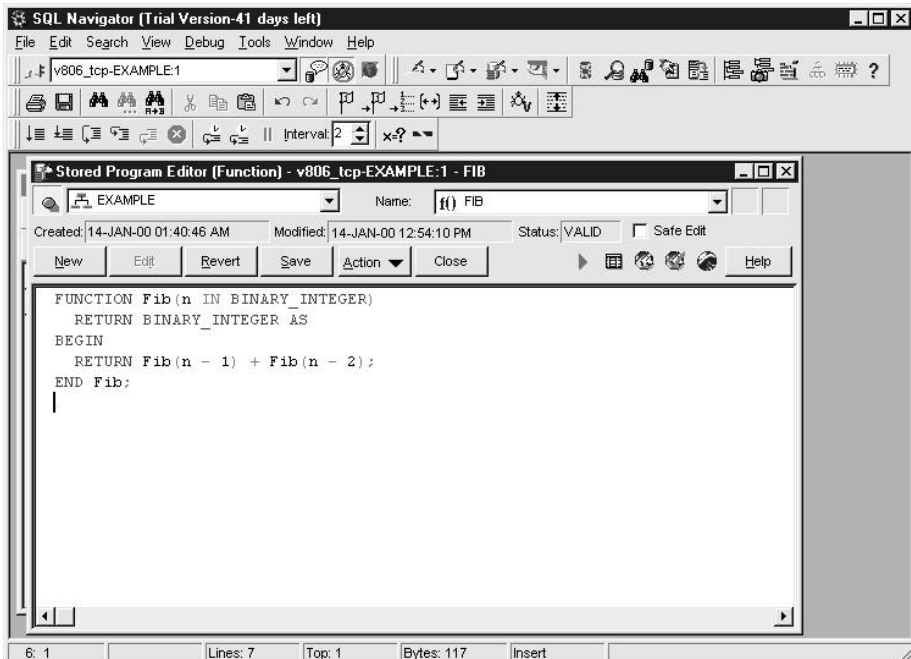 SQL Navigator (Trial Version-41 days left)
File Edit Search View Debug Tools Window Help
v806_tcp-EXAMPLE:1
Interval: 2 x=?
Stored Program Editor (Function) - v806_tcp-EXAMPLE:1 - FIB
EXAMPLE Name: f() FIB
Created: 14-JAN-00 01:40:46 AM Modified: 14-JAN-00 12:54:10 PM Status: VALID Safe Edit
New Edit Revert Save Action Close Help
FUNCTION Fib(n IN BINARY_INTEGER)
RETURN BINARY_INTEGER AS
BEGIN
RETURN Fib(n - 1) + Fib(n - 2);
END Fib;
6: 1 Lines: 7 Top: 1 Bytes: 117 Insert